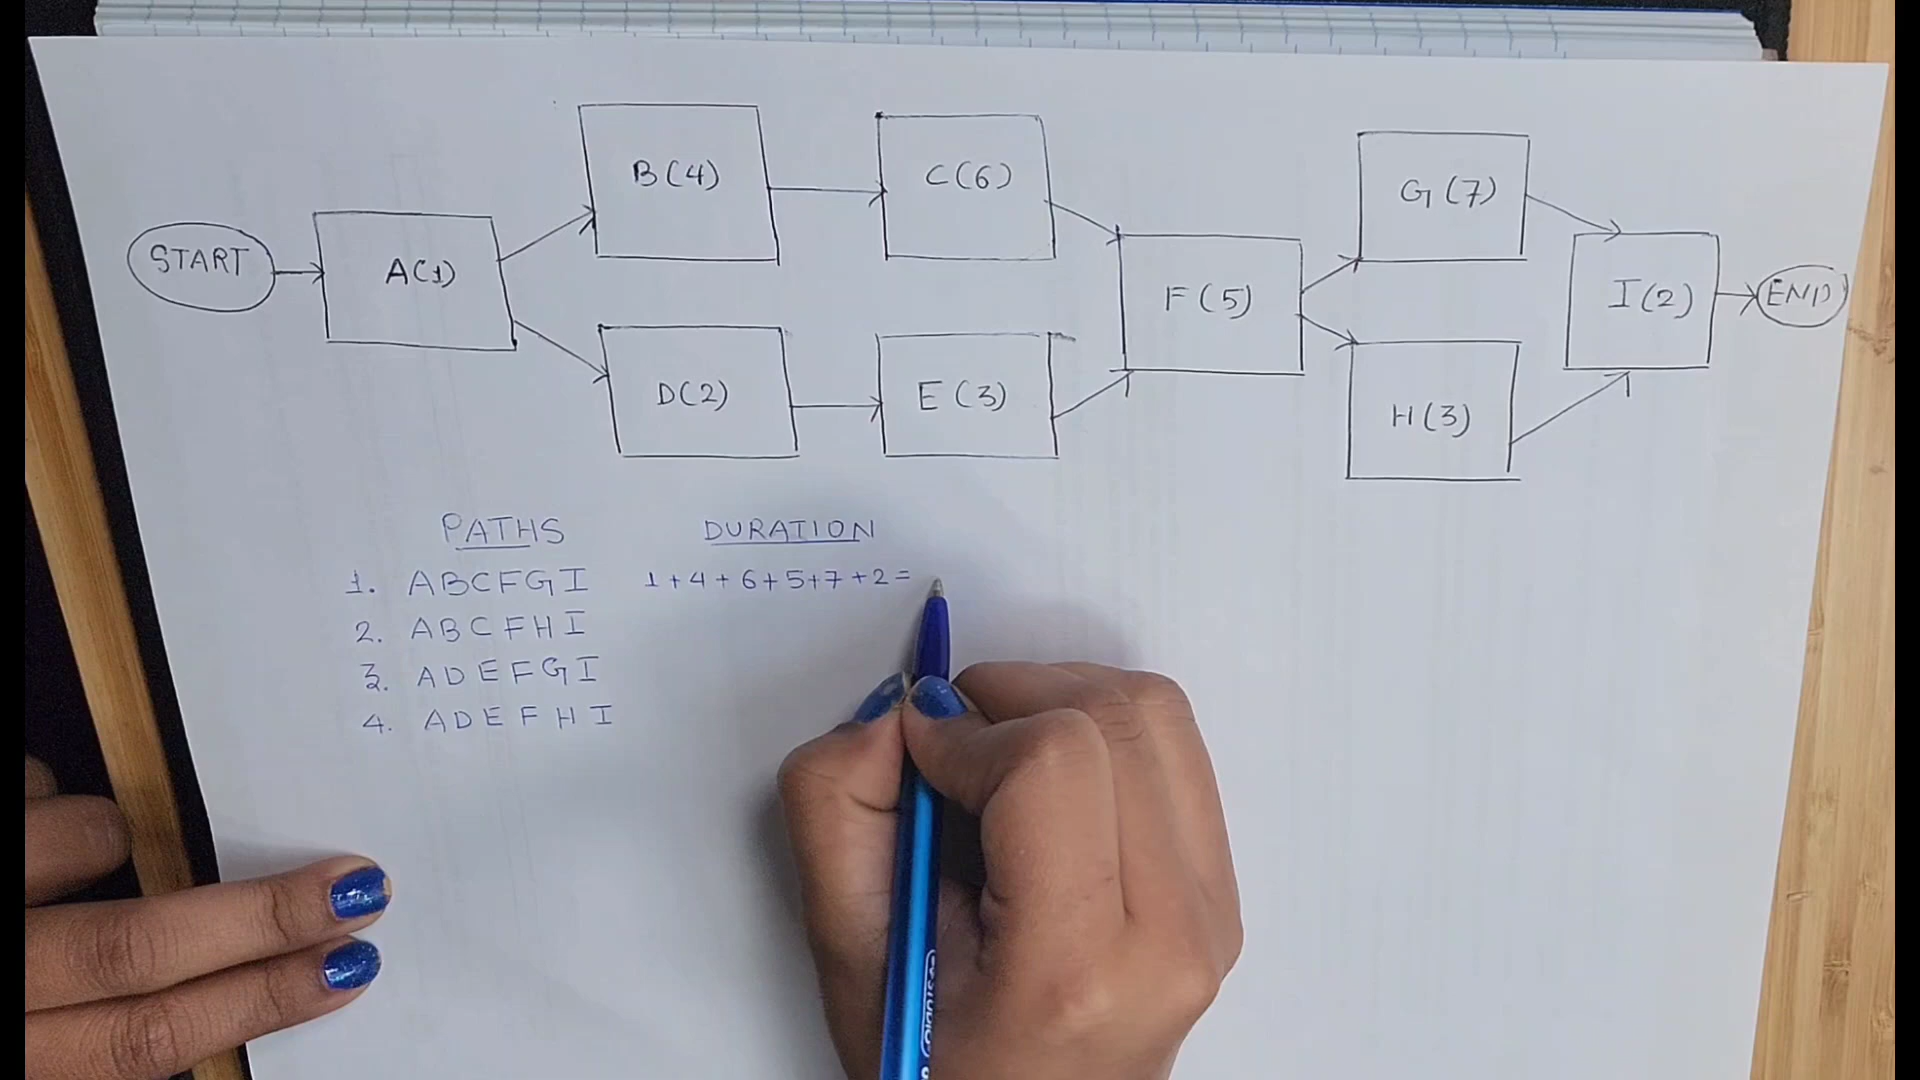 START
A(1)
B(4)
C(6)
D(2)
E(3)
F(5)
G(7)
H(3)
I(2)
END
PATHS DURATION
1. ABCFGI 1+4+6+5+7+2=
2. ABCFHI
3. ADEFGI
4. ADEFHI